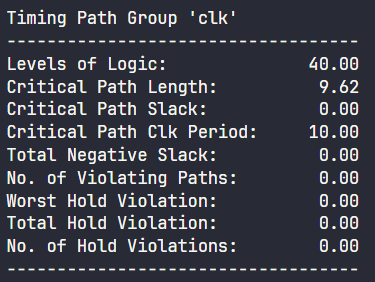 Timing Path Group 'clk'
-----------------------------------
Levels of Logic:              40.00
Critical Path Length:          9.62
Critical Path Slack:           0.00
Critical Path Clk Period:     10.00
Total Negative Slack:          0.00
No. of Violating Paths:        0.00
Worst Hold Violation:          0.00
Total Hold Violation:          0.00
No. of Hold Violations:        0.00
-----------------------------------